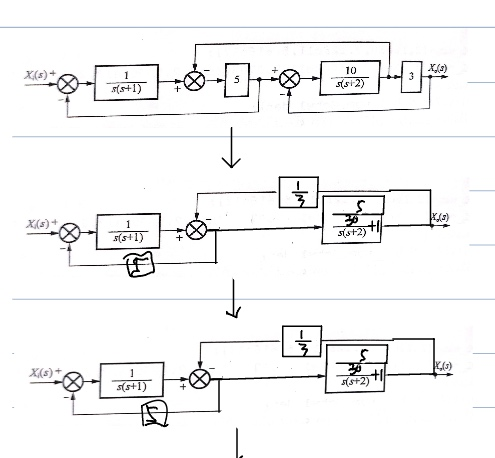 Xᵢ(s) + 1 + − 5 + 10 3 Xₒ(s)
− s(s+1) − s(s+2)
1/3
Xᵢ(s) + 1 + − 5 Xₒ(s)
− s(s+1) 30 +1
s(s+2)
5
1/3
Xᵢ(s) + 1 + − 5 Xₒ(s)
− s(s+1) 30 +1
s(s+2)
5